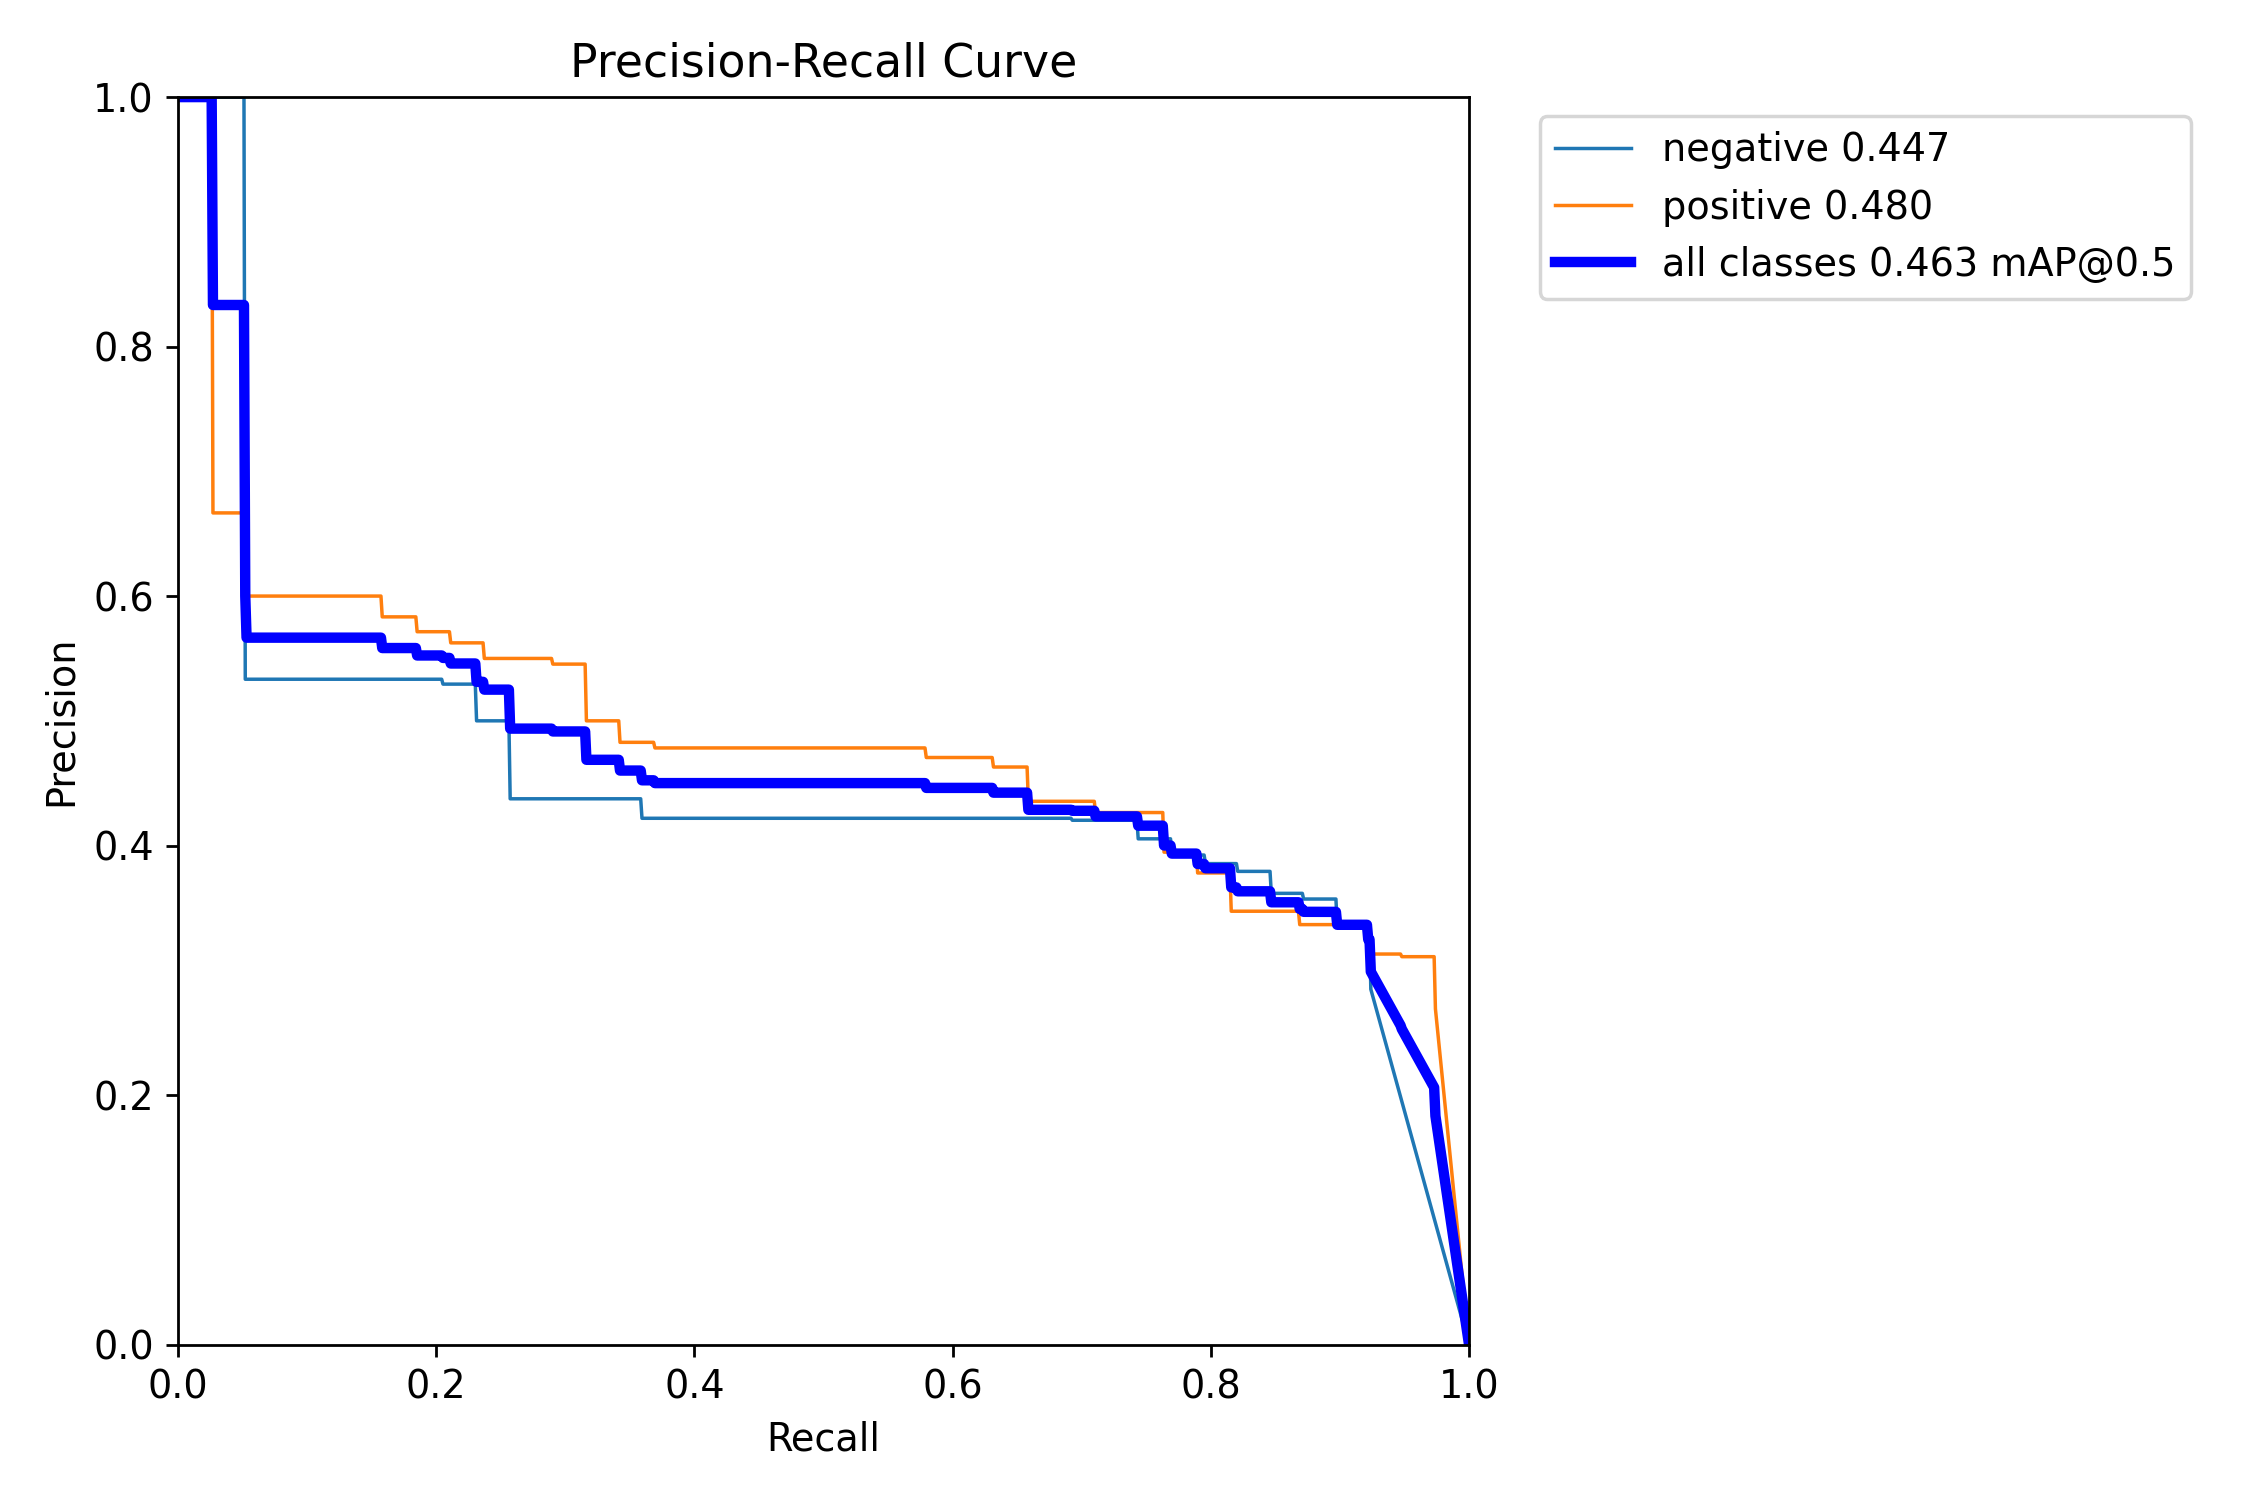 Precision-Recall Curve
negative 0.447
positive 0.480
all classes 0.463 mAP@0.5
Precision
1.0
0.8
0.6
0.4
0.2
0.0
0.0 0.2 0.4 0.6 0.8 1.0
Recall